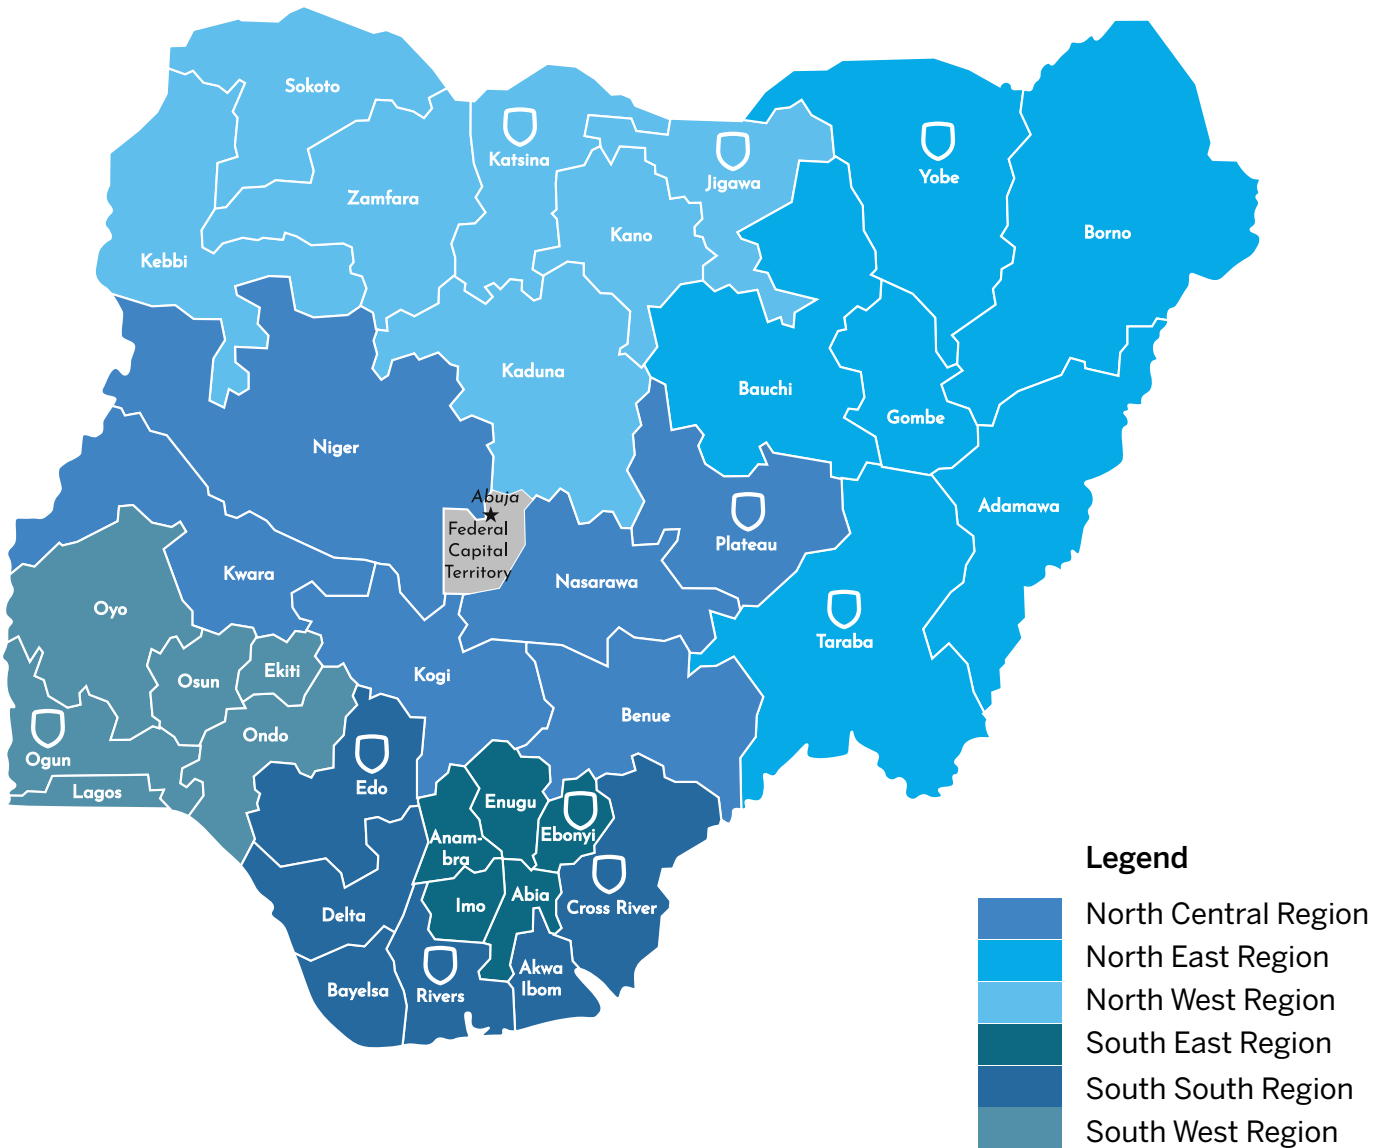 Sokoto
Katsina
Jigawa
Yobe
Zamfara
Kano
Borno
Kebbi
Kaduna
Bauchi
Gombe
Niger
Abuja
Federal
Capital
Territory
Plateau
Adamawa
Kwara
Nasarawa
Oyo
Taraba
Osun
Ekiti
Kogi
Benue
Ogun
Ondo
Lagos
Edo
Enugu
Ebonyi
Anam-
bra
Imo
Abia
Cross River
Delta
Akwa
Ibom
Bayelsa
Rivers
Legend
North Central Region
North East Region
North West Region
South East Region
South South Region
South West Region